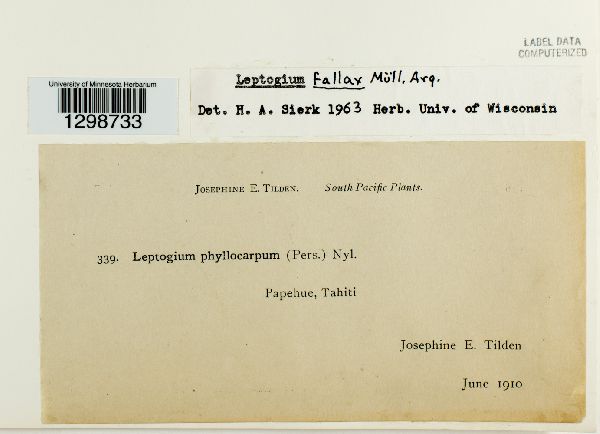 LABEL DATA
COMPUTERIZED
University of Minnesota Herbarium
1298733
Leptogium fallax Müll. Arg.
Det. H. A. Sierk 1963 Herb. Univ. of Wisconsin
Josephine E. Tilden. South Pacific Plants.
339. Leptogium phyllocarpum (Pers.) Nyl.
Papehue, Tahiti
Josephine E. Tilden
June 1910